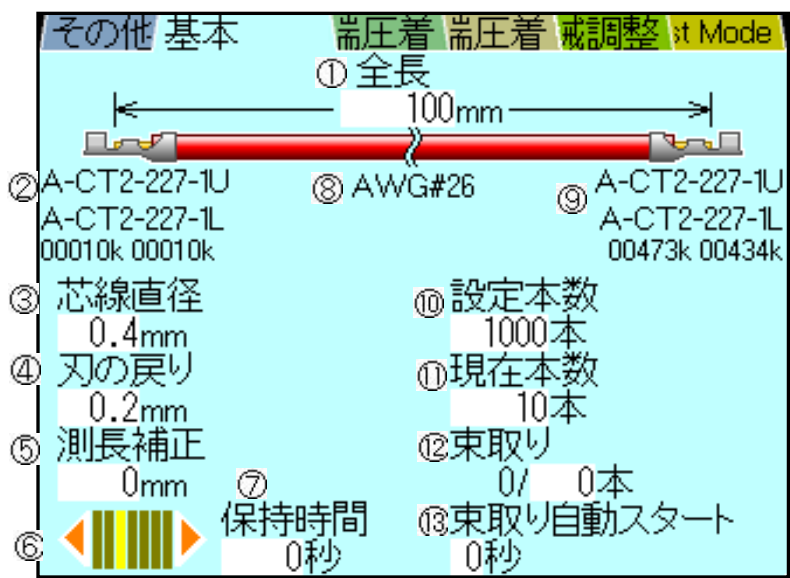 その他 基本 端圧着 端圧着 械調整 st Mode
① 全長
100mm
② A-CT2-227-1U ⑧ AWG#26 ⑨ A-CT2-227-1U
A-CT2-227-1L A-CT2-227-1L
00010k 00010k 00473k 00434k
③ 芯線直径 ⑩ 設定本数
0.4mm 1000本
④ 刃の戻り ⑪ 現在本数
0.2mm 10本
⑤ 測長補正 ⑫ 束取り
0mm 0/ 0本
⑥ ⑦ 保持時間 ⑬ 束取り自動スタート
0秒 0秒